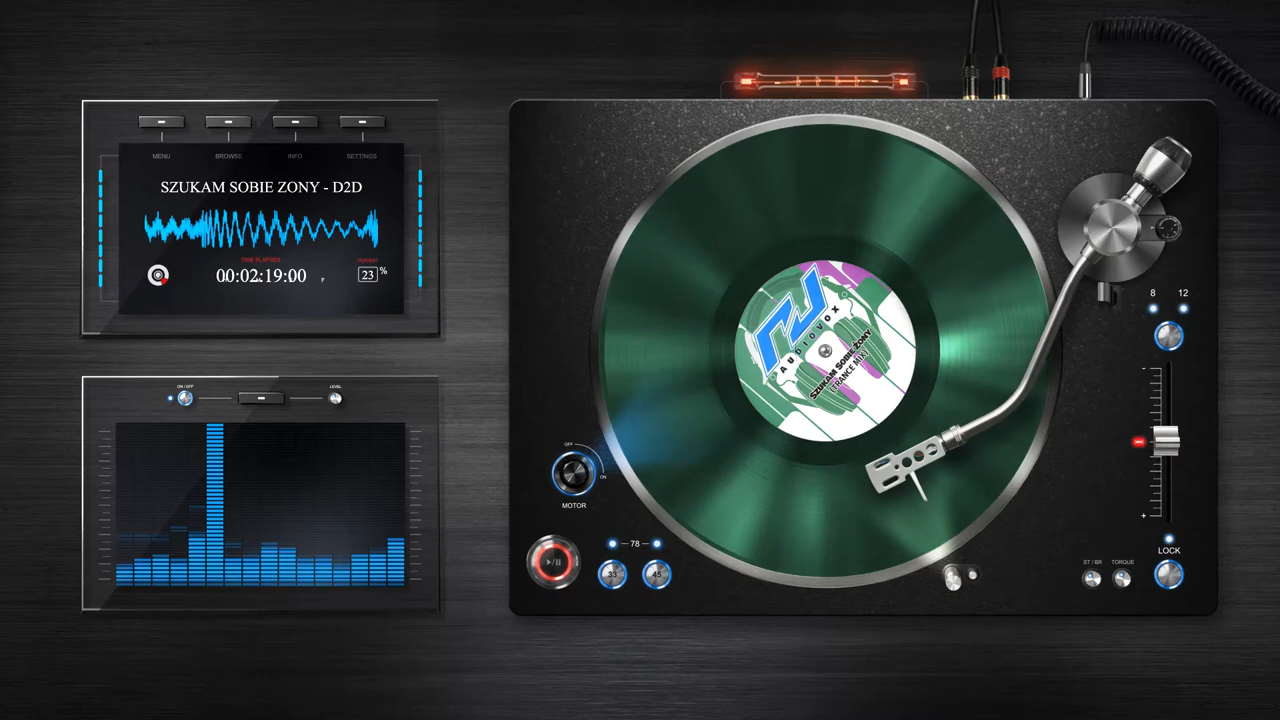 MENU BROWSE INFO SETTINGS
SZUKAM SOBIE ZONY - D2D
TIME ELAPSED
00:02:19:00
23 %
ON / OFF
LEVEL
AUDIOVOX
SZUKAM SOBIE ŻONY
(TRANCE MIX)
8 12
OFF
ON
MOTOR
78
33 45
- 
+
LOCK
ST / BR TORQUE